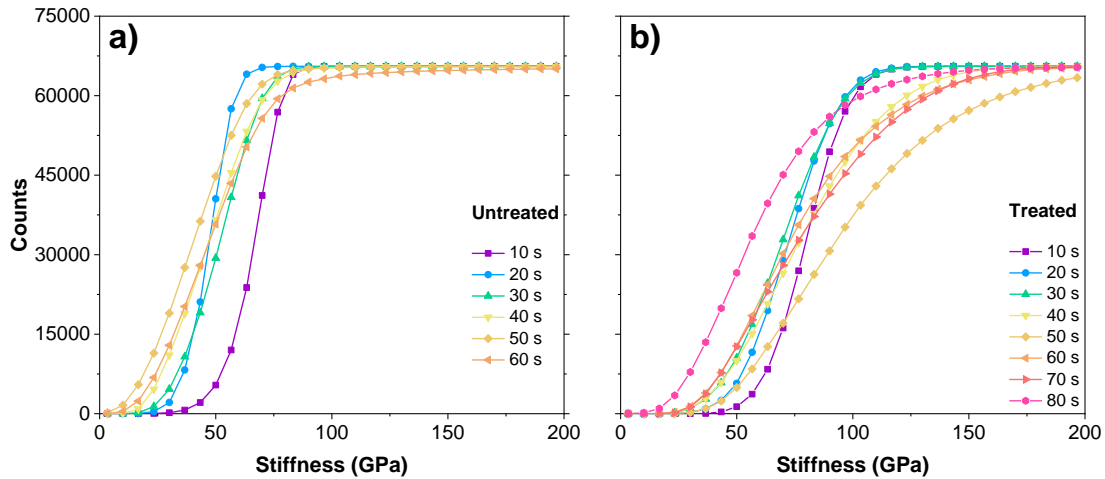 a)
75000
60000
45000
30000
15000
0
Counts
0
50
100
150
200
Stiffness (GPa)
Untreated
10 s
20 s
30 s
40 s
50 s
60 s
b)
0
50
100
150
200
Stiffness (GPa)
Treated
10 s
20 s
30 s
40 s
50 s
60 s
70 s
80 s